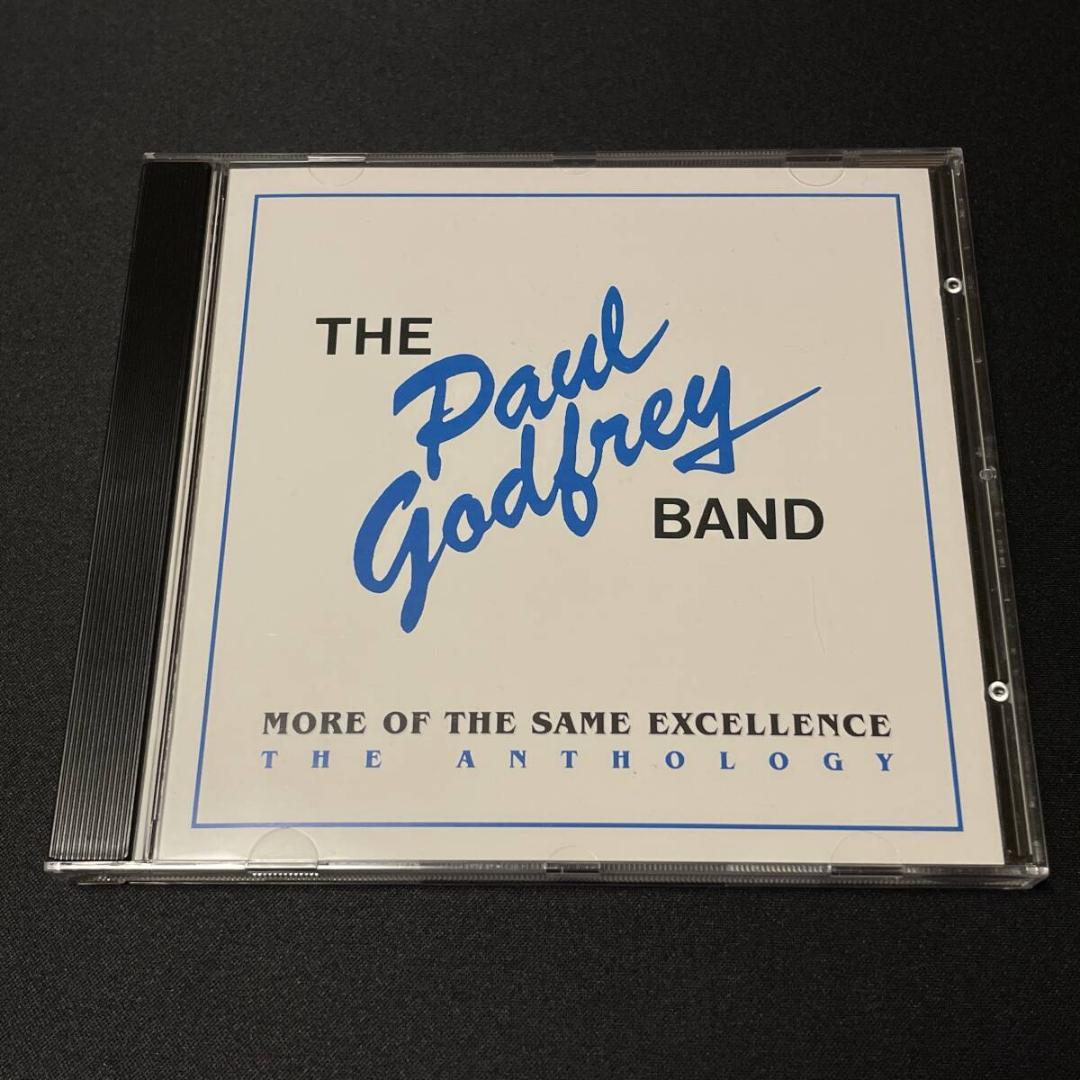 THE
Paul
Godfrey
BAND
MORE OF THE SAME EXCELLENCE
THE ANTHOLOGY